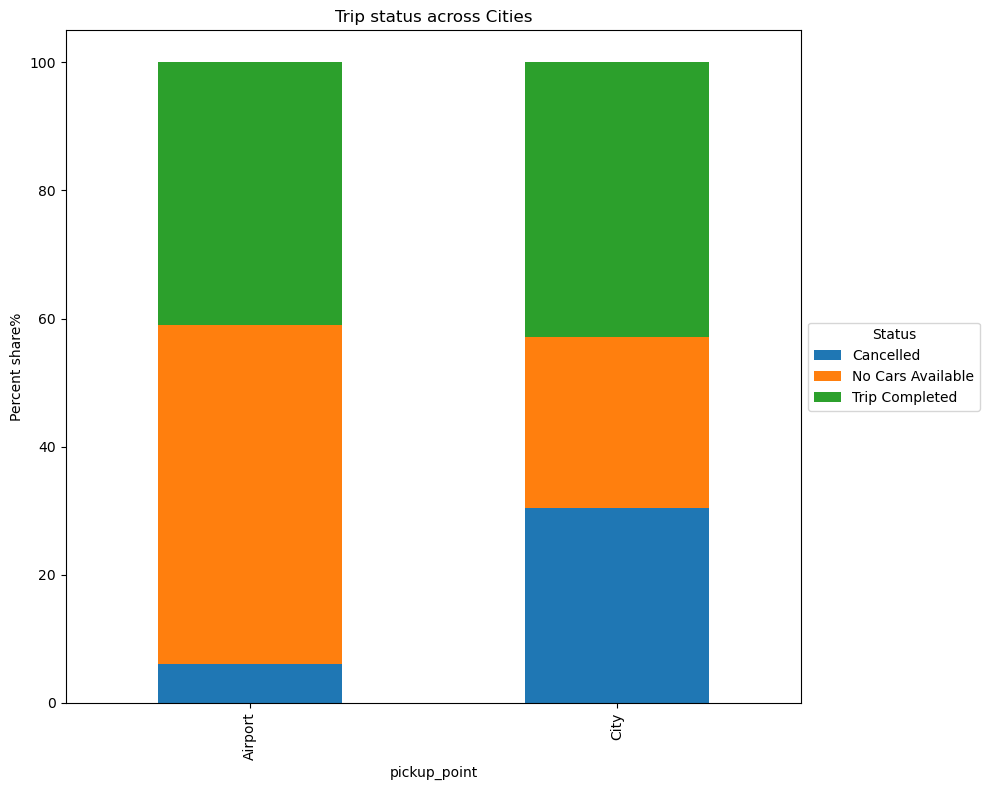 Trip status across Cities
100
80
60
40
20
0
Percent share%
Airport
City
pickup_point
Status
Cancelled
No Cars Available
Trip Completed